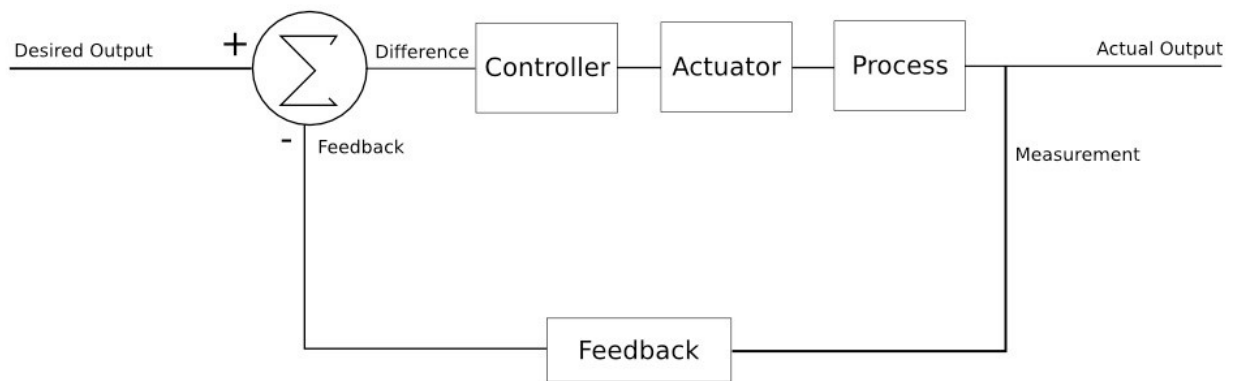 Desired Output
+
Σ
Difference
Controller
Actuator
Process
Actual Output
-
Feedback
Measurement
Feedback